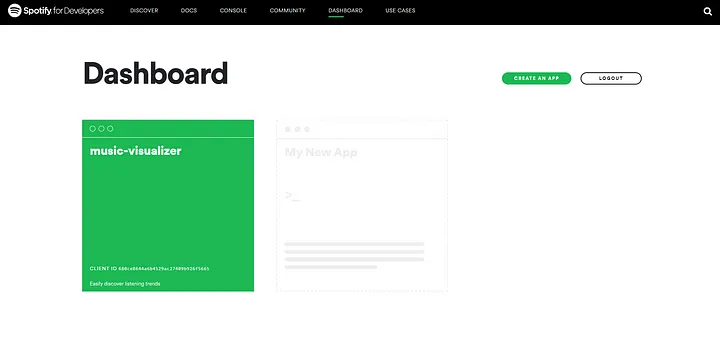 Spotify for Developers
DISCOVER DOCS CONSOLE COMMUNITY DASHBOARD USE CASES
Dashboard
CREATE AN APP LOGOUT
music-visualizer
My New App
>_
CLIENT ID
Easily discover listening trends